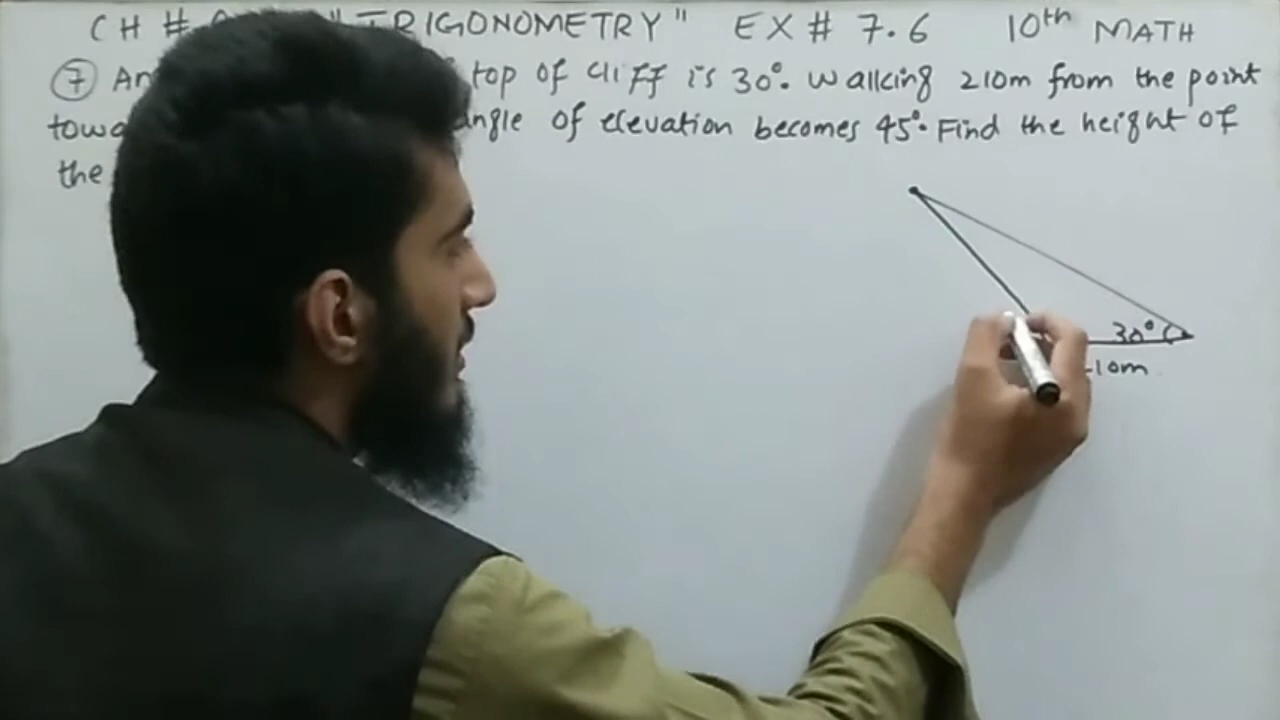 CH # "TRIGONOMETRY" EX # 7.6 10th MATH
7 An top of cliff is 30°. Walking 210m from the point
towa angle of elevation becomes 45°. Find the height of
the
30°
10m